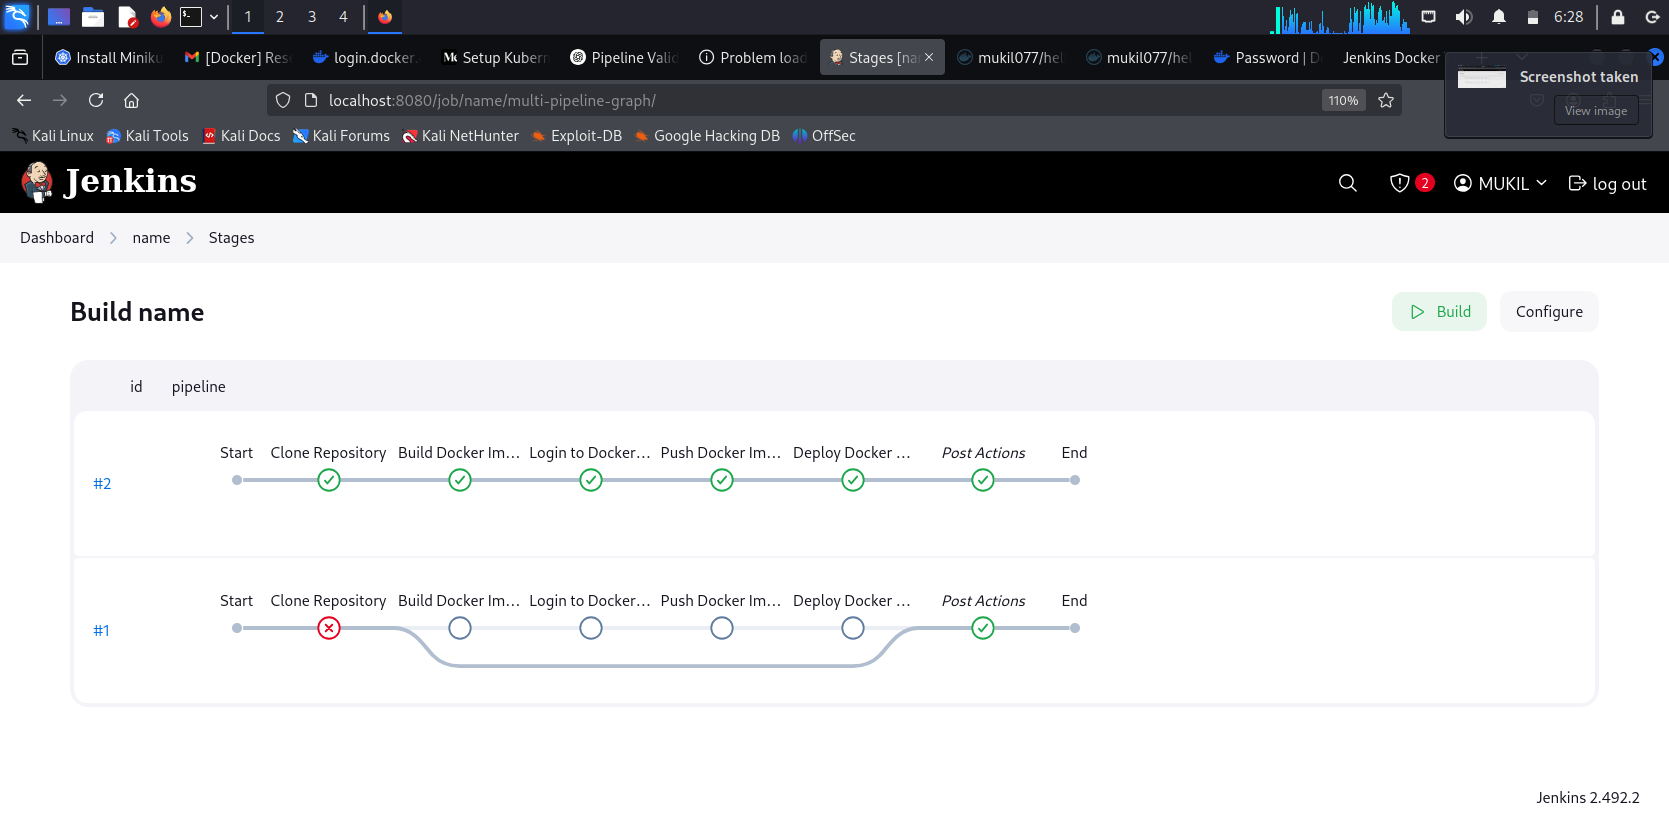 1 2 3 4 6:28
Install Miniku [Docker] Res login.docker. Setup Kubern Pipeline Valid Problem load Stages [na mukil077/hel mukil077/hel Password | D Jenkins Docker
Screenshot taken
View image
localhost:8080/job/name/multi-pipeline-graph/ 110%
Kali Linux Kali Tools Kali Docs Kali Forums Kali NetHunter Exploit-DB Google Hacking DB OffSec
Jenkins 2 MUKIL log out
Dashboard name Stages
Build name Build Configure
id pipeline
Start Clone Repository Build Docker Im... Login to Docker... Push Docker Im... Deploy Docker ... Post Actions End
#2
Start Clone Repository Build Docker Im... Login to Docker... Push Docker Im... Deploy Docker ... Post Actions End
#1
Jenkins 2.492.2